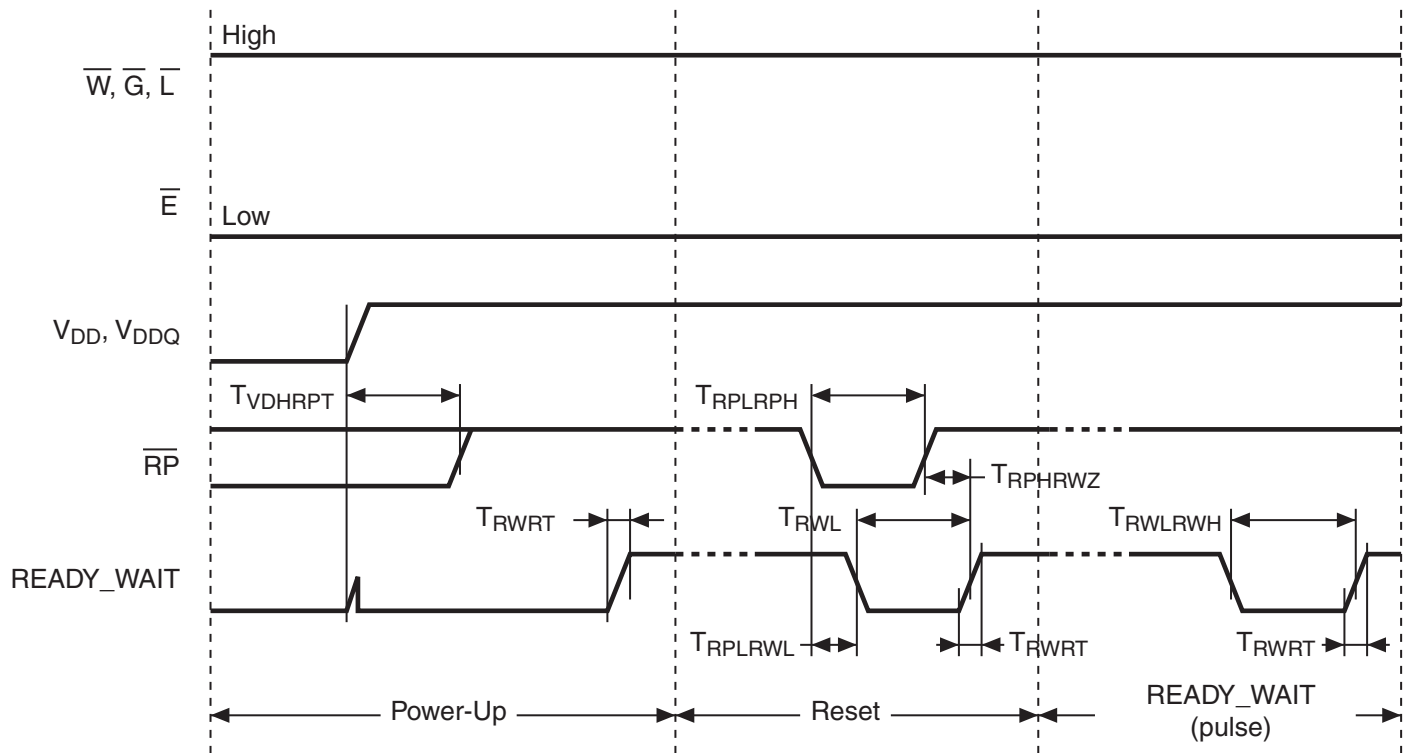 High
W, G, L
E
Low
VDD, VDDQ
TVDHRPT
TRPLRPH
RP
TRPHRWZ
TRWRT
TRWL
TRWLRWH
READY_WAIT
TRPLRWL
TRWRT
TRWRT
Power-Up
Reset
READY_WAIT
(pulse)